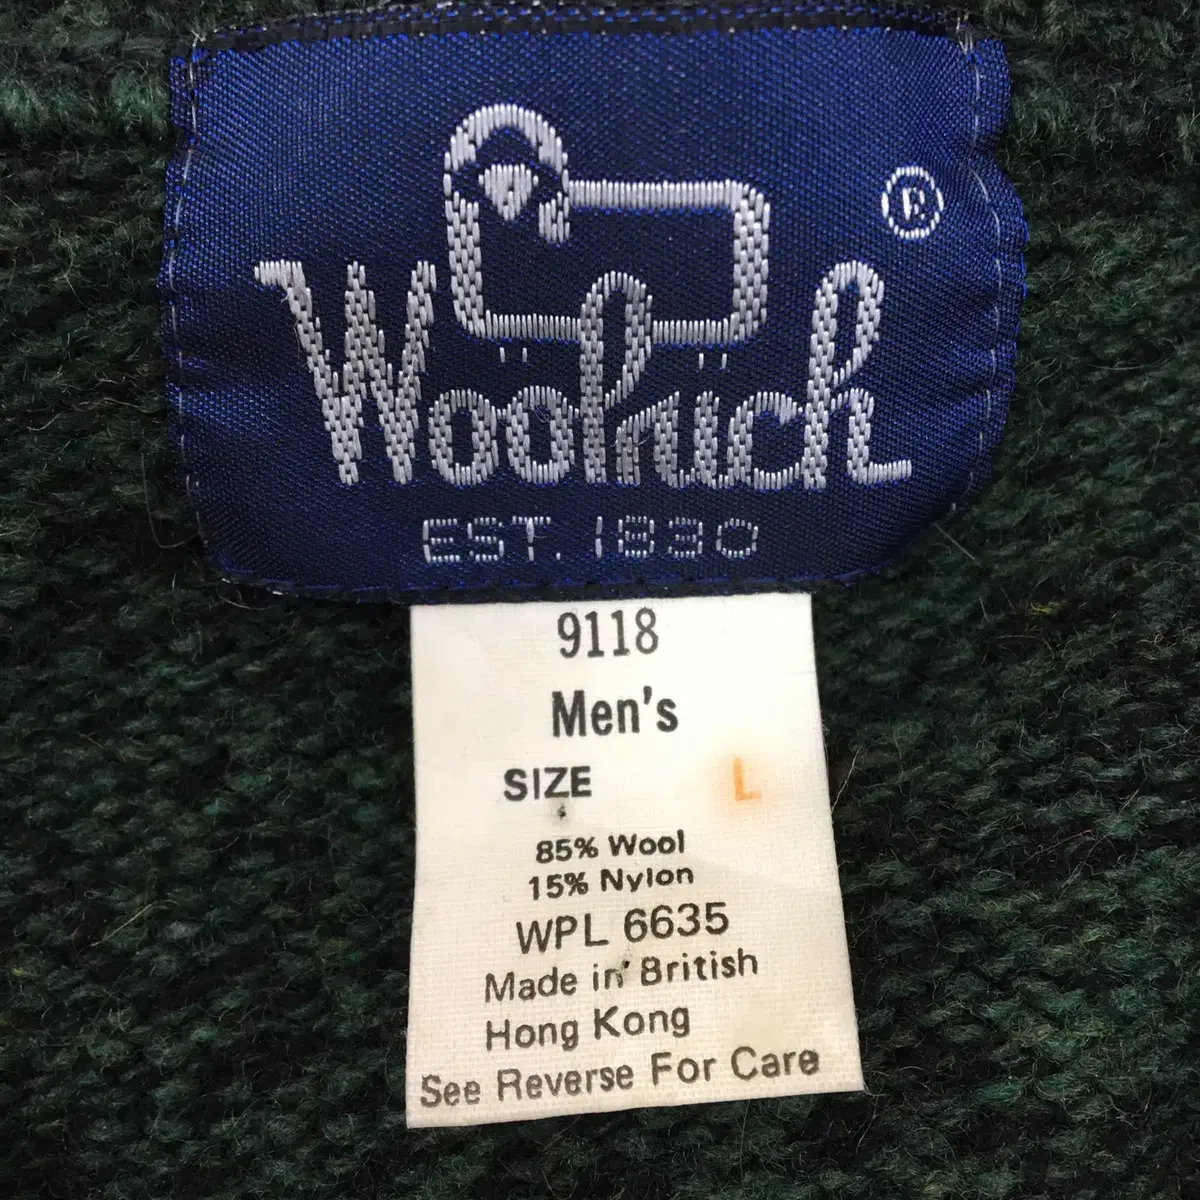 Woolrich ®
EST. 1830
9118
Men's
SIZE L
85% Wool
15% Nylon
WPL 6635
Made in British
Hong Kong
See Reverse For Care